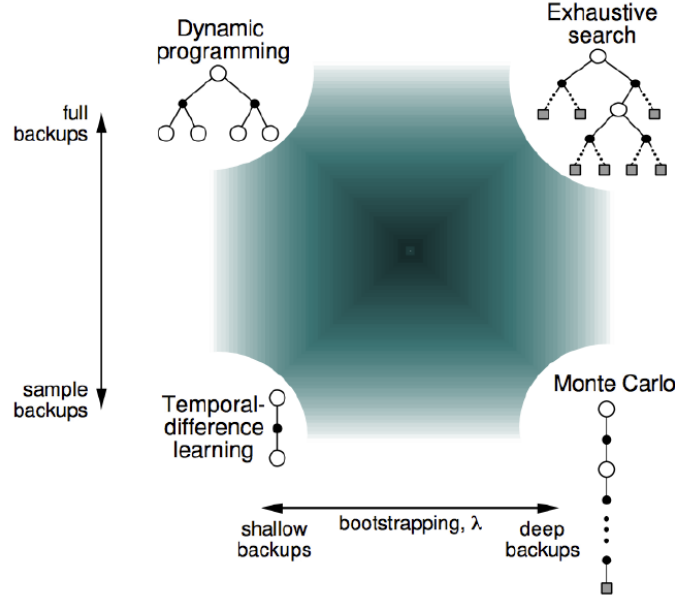 Dynamic
programming
Exhaustive
search
full
backups
sample
backups
Temporal-
difference
learning
Monte Carlo
shallow
backups
bootstrapping, λ
deep
backups